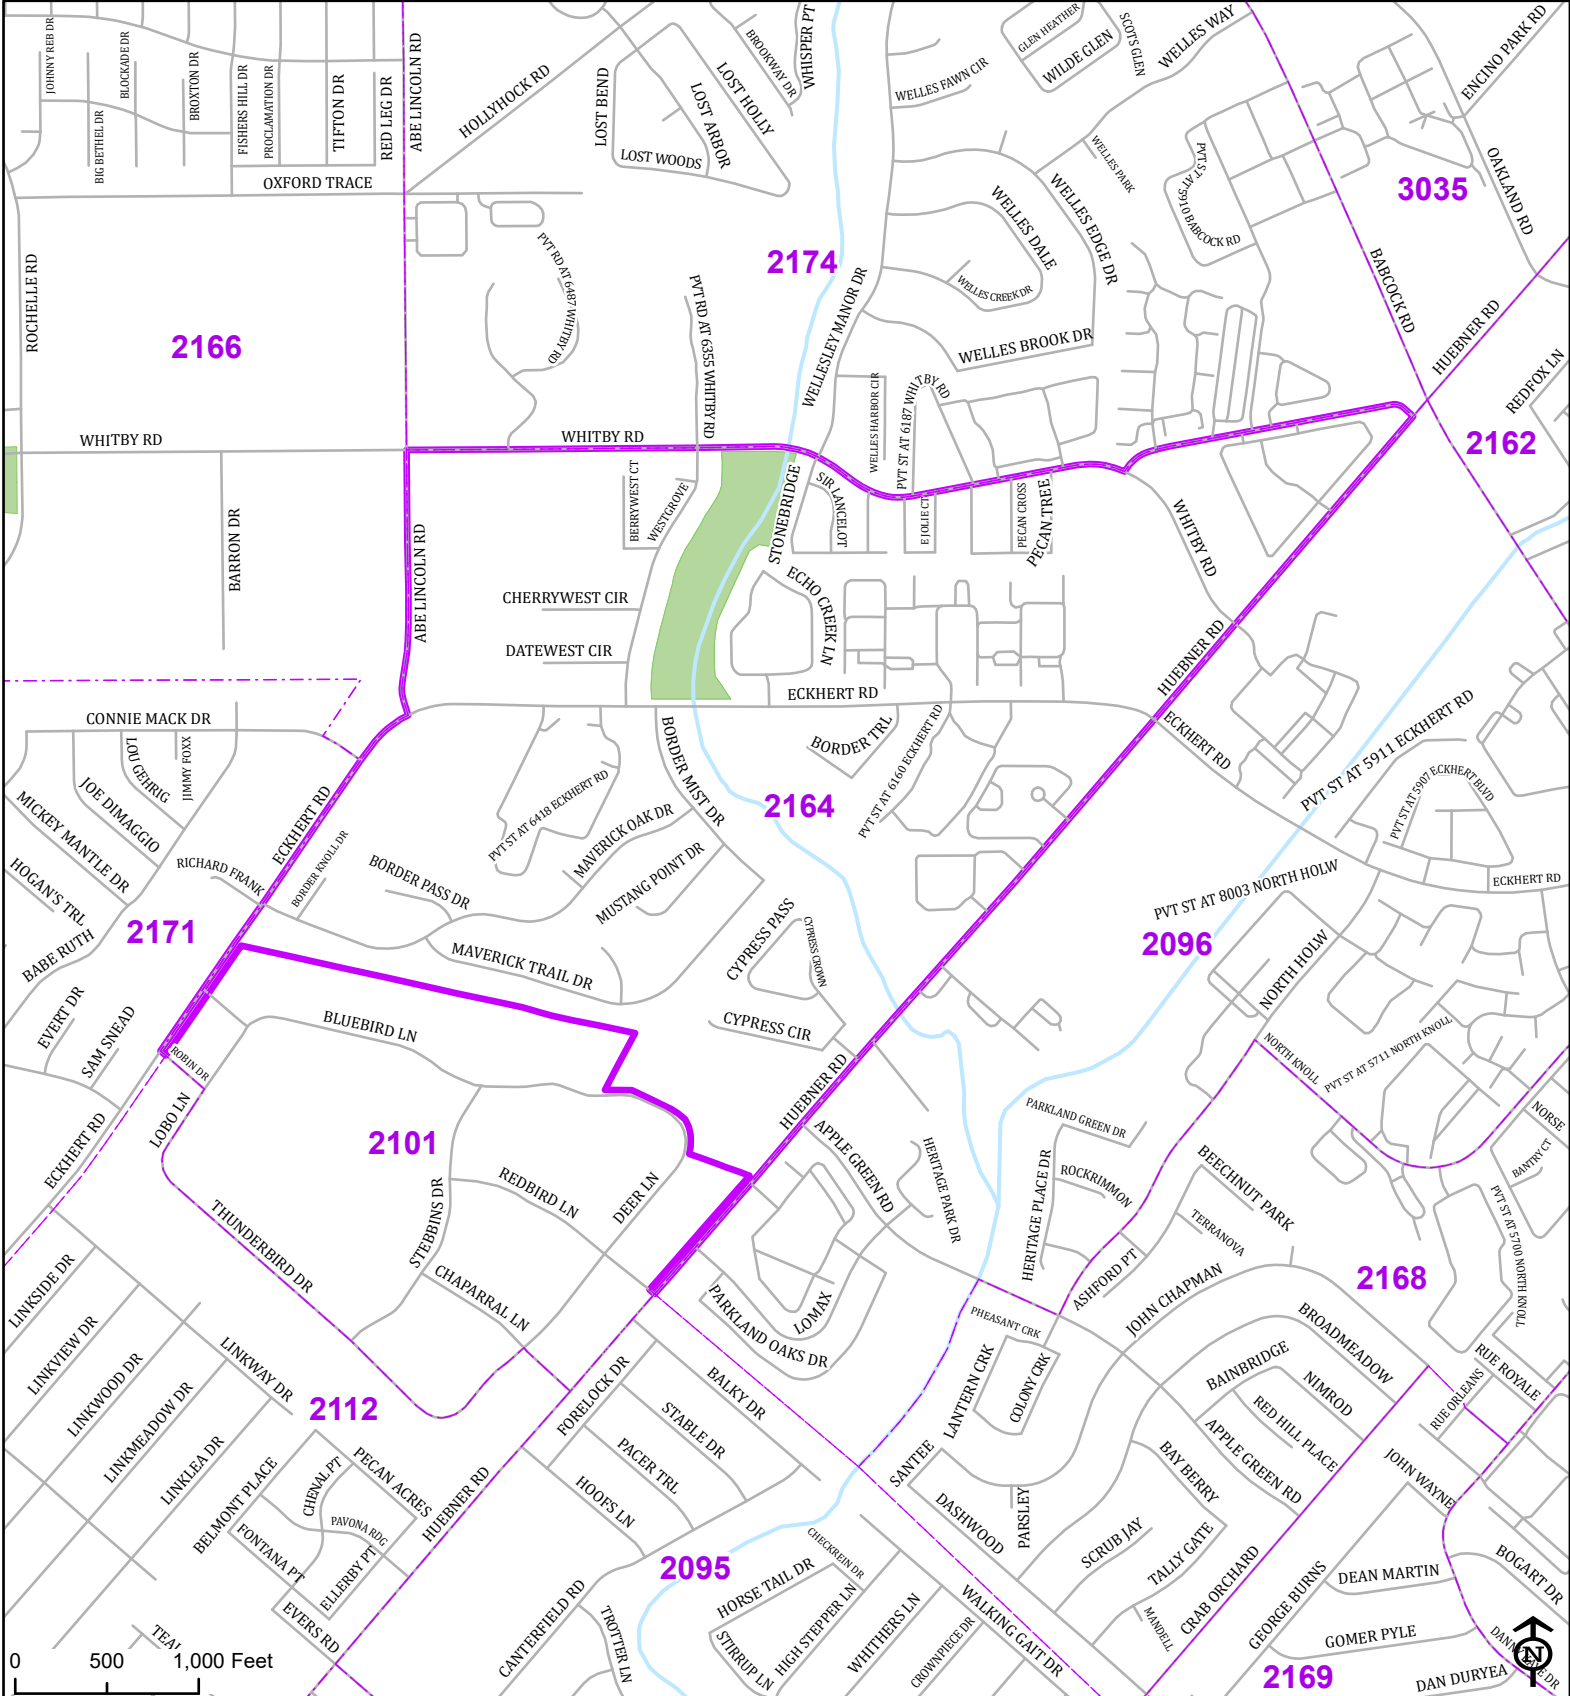 JOHNNY REB DR
BLOCKADE DR
BIG BETHEL DR
BROXTON DR
FISHERS HILL DR
PROCLAMATION DR
TIFTON DR
RED LEG DR
ABE LINCOLN RD
OXFORD TRACE
HOLLYHOCK RD
LOST BEND
LOST WOODS
LOST ARBOR
LOST HOLLY
BROOKWAY DR
WHISPER PT
WELLES FAWN CIR
GLEN HEATHER
WILDE GLEN
SCOTS GLEN
WELLES WAY
WELLES PARK
ENCINO PARK RD
OAKLAND RD
3035
PVT ST AT 5910 BABCOCK RD
WELLES EDGE DR
WELLES DALE
WELLES CREEK DR
WELLES BROOK DR
WELLESLEY MANOR DR
2174
PVT RD AT 6487 WHITBY RD
PVT RD AT 6355 WHITBY RD
ROCHELLE RD
2166
BABCOCK RD
HUEBNER RD
REDFOX LN
2162
WHITBY RD
WHITBY RD
WELLES HARBOR CIR
PVT ST AT 6187 WHITBY RD
BARRON DR
ABE LINCOLN RD
BERRYWEST CT
WESTGROVE
STONEBRIDGE
SIR LANCELOT
E JOLIE CT
PECAN CROSS
PECAN TREE
WHITBY RD
CHERRYWEST CIR
DATEWEST CIR
ECHO CREEK LN
ECKHERT RD
HUEBNER RD
ECKHERT RD
CONNIE MACK DR
LOU GEHRIG
JIMMY FOXX
JOE DIMAGGIO
MICKEY MANTLE DR
HOGAN'S TRL
BABE RUTH
2171
RICHARD FRANK
ECKHERT RD
BORDER KNOLL DR
BORDER PASS DR
PVT ST AT 6418 ECKHERT RD
MAVERICK OAK DR
BORDER MIST DR
MUSTANG POINT DR
MAVERICK TRAIL DR
BORDER TRL
PVT ST AT 6160 ECKHERT RD
2164
PVT ST AT 5911 ECKHERT RD
PVT ST AT 5907 ECKHERT BLVD
ECKHERT RD
PVT ST AT 8003 NORTH HOLW
2096
NORTH HOLW
CYPRESS PASS
CYPRESS CROWN
CYPRESS CIR
EVERT DR
SAM SNEAD
ROBIN DR
LOBO LN
ECKHERT RD
BLUEBIRD LN
2101
HUEBNER RD
NORTH KNOLL
PVT ST AT 5711 NORTH KNOLL
NORSE
BANTRY CT
PVT ST AT 5700 NORTH KNOLL
PARKLAND GREEN DR
HERITAGE PLACE DR
ROCKRIMMON
APPLE GREEN RD
HERITAGE PARK DR
BEECHNUT PARK
TERRANOVA
ASHFORD PT
REDBIRD LN
DEER LN
STEBBINS DR
THUNDERBIRD DR
CHAPARRAL LN
LINKSIDE DR
LINKVIEW DR
LINKWOOD DR
LINKMEADOW DR
LINKLEA DR
LINKWAY DR
2112
PARKLAND OAKS DR
LOMAX
PHEASANT CRK
JOHN CHAPMAN
2168
BROADMEADOW
BAINBRIDGE
NIMROD
RED HILL PLACE
RUE ORLEANS
RUE ROYALE
LANTERN CRK
COLONY CRK
APPLE GREEN RD
BAY BERRY
JOHN WAYNE
FORELOCK DR
BALKY DR
STABLE DR
PACER TRL
HOOFS LN
HUEBNER RD
BELMONT PLACE
CHENAL PT
PECAN ACRES
PAVONA RDG
FONTANA PT
ELLERBY PT
EVERS RD
SANTEE
DASHWOOD
PARSLEY
SCRUB JAY
TALLY GATE
MANDELL
CRAB ORCHARD
GEORGE BURNS
DEAN MARTIN
BOGART DR
GOMER PYLE
DAN DURYEA
2169
2095
CHECKREIN DR
HORSE TAIL DR
HIGH STEPPER LN
STIRRUP LN
WHITHERS LN
CROWNPIECE DR
WALKING GAIT DR
CANTERFIELD RD
TROTTER LN
0 500 1,000 Feet
N